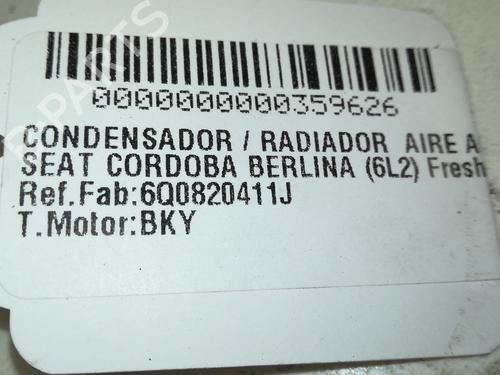 0000000000359626
CONDENSADOR / RADIADOR AIRE A
SEAT CORDOBA BERLINA (6L2) Fresh
Ref.Fab:6Q0820411J
T.Motor:BKY